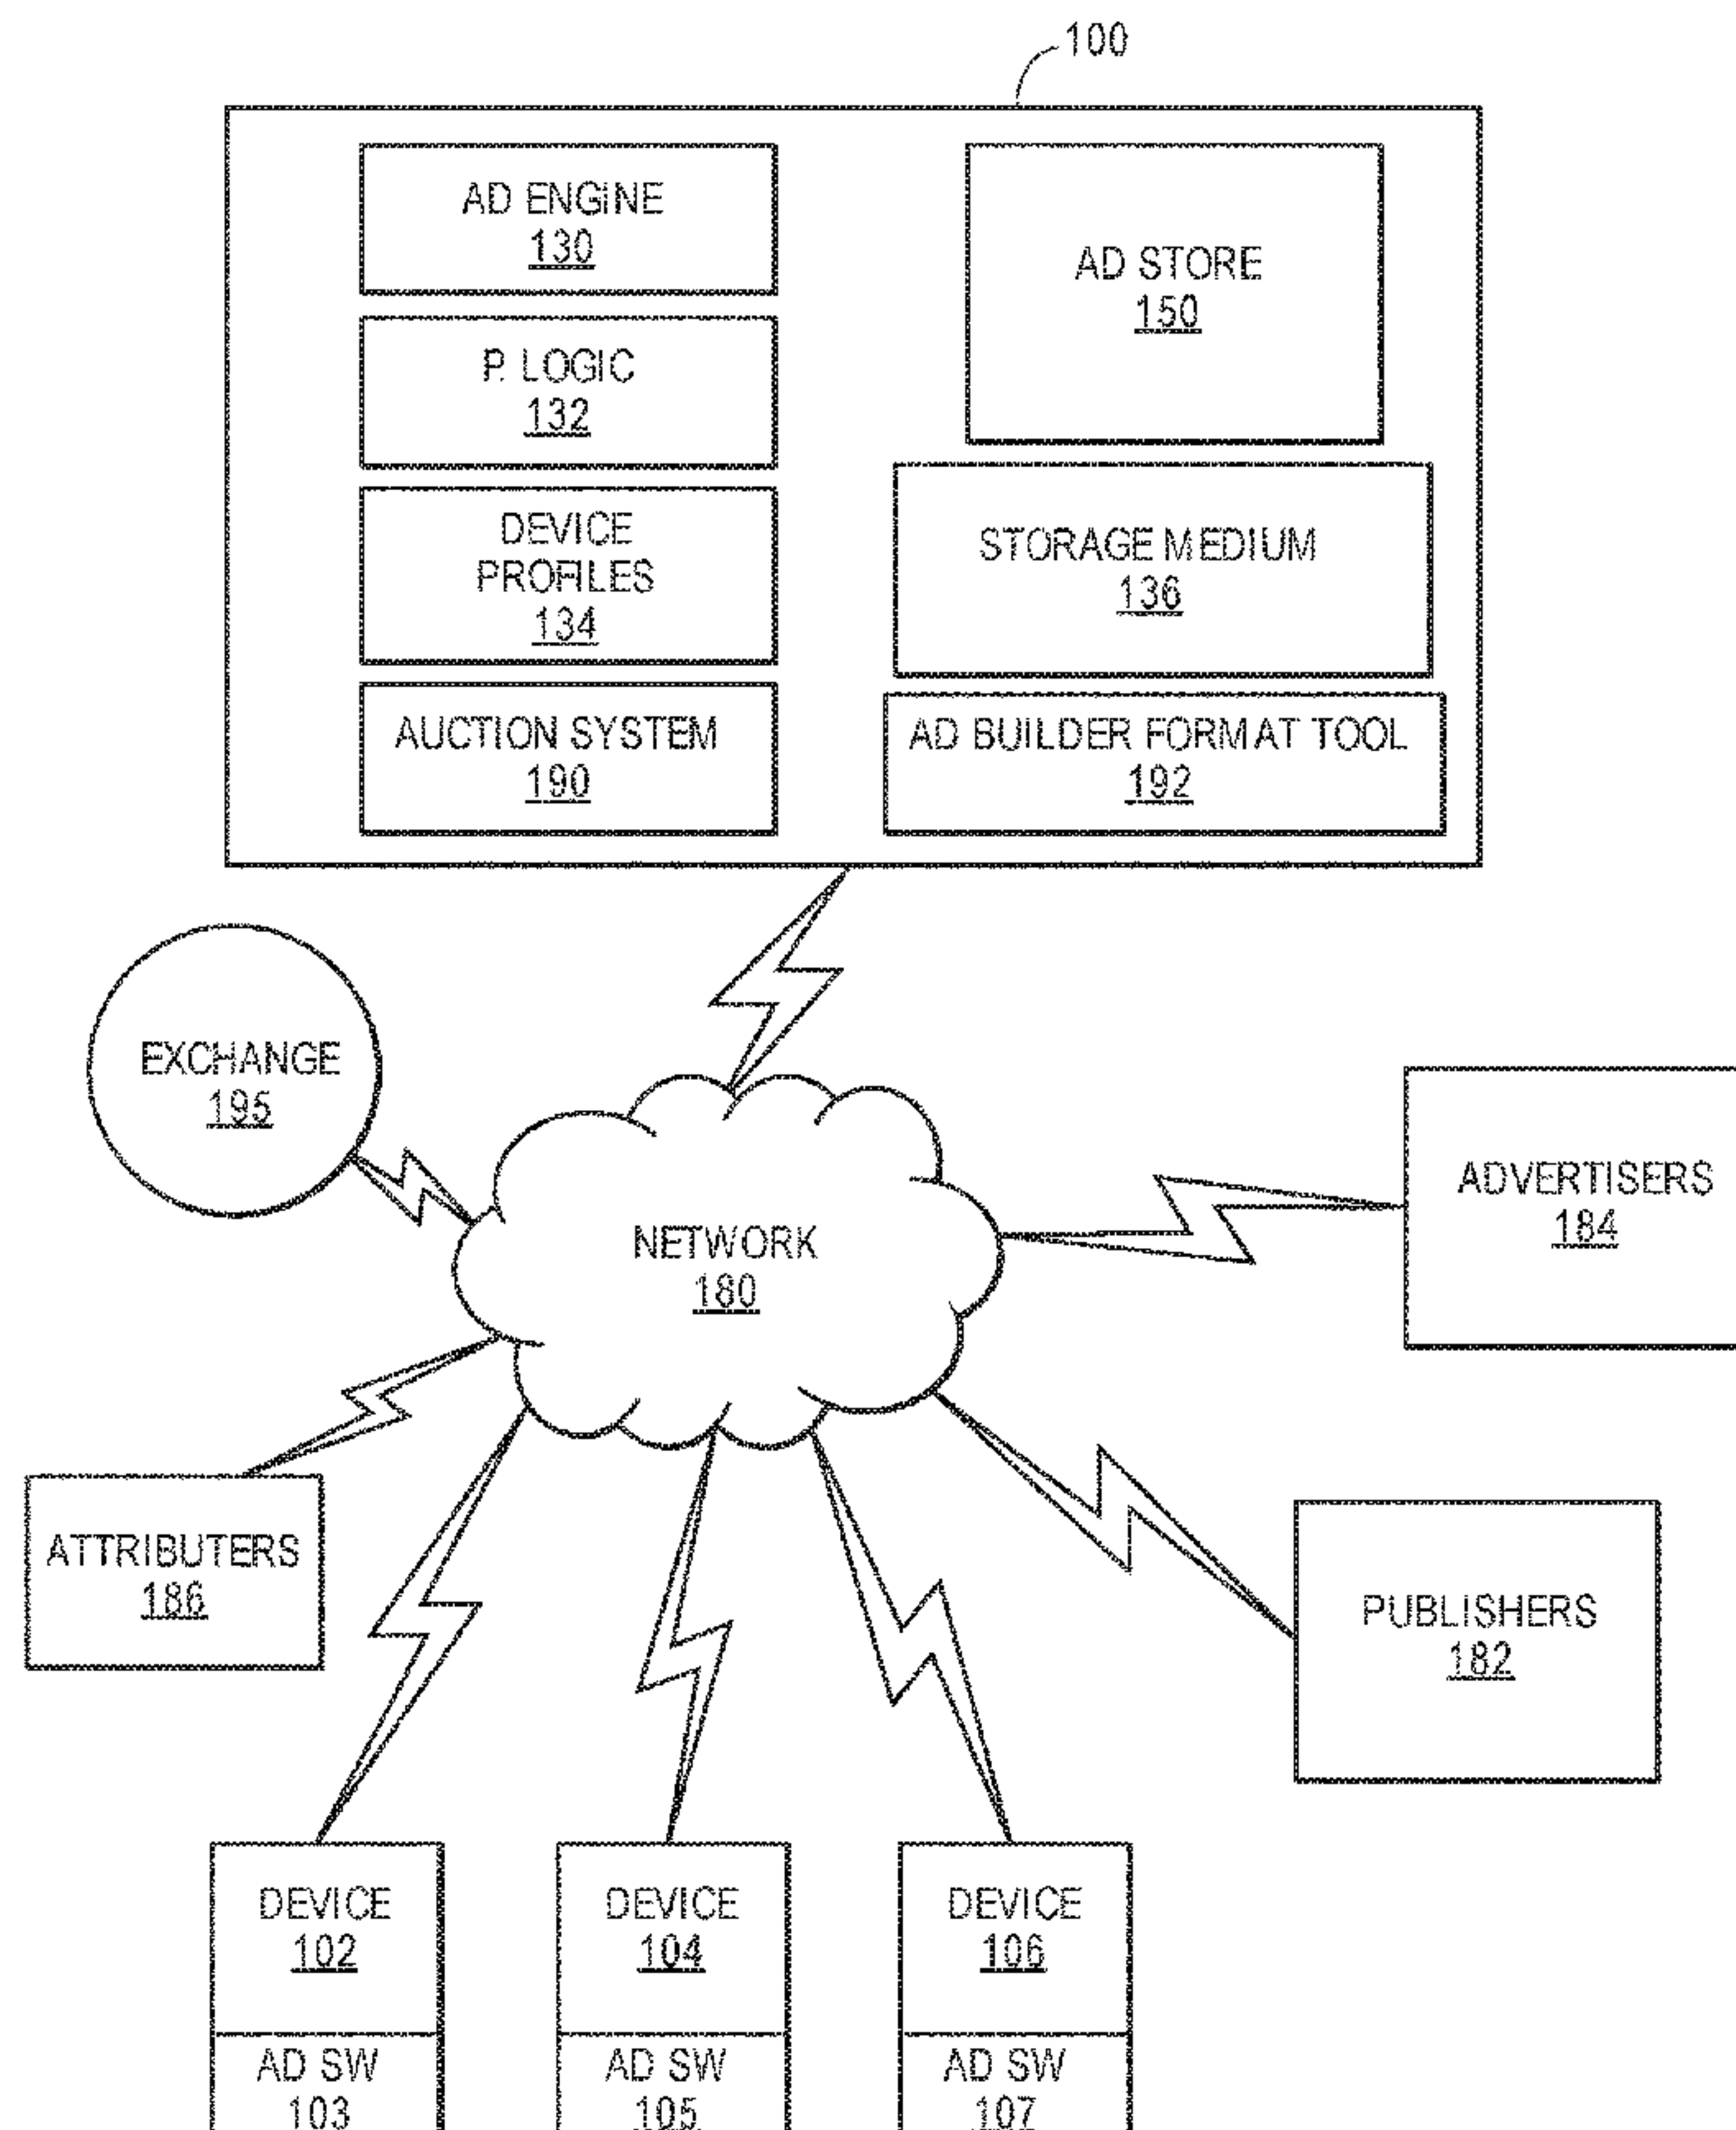 100
AD ENGINE
130
P. LOGIC
132
DEVICE
PROFILES
134
AUCTION SYSTEM
190
AD STORE
150
STORAGE MEDIUM
136
AD BUILDER FORMAT TOOL
192
EXCHANGE
195
NETWORK
180
ADVERTISERS
184
ATTRIBUTERS
186
PUBLISHERS
182
DEVICE
102
AD SW
103
DEVICE
104
AD SW
105
DEVICE
106
AD SW
107